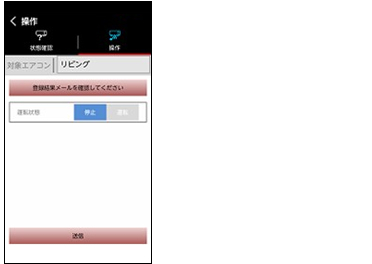 操作
状態確認
操作
対象エアコン
リビング
登録結果メールを確認してください
運転状態
停止
運転
送信